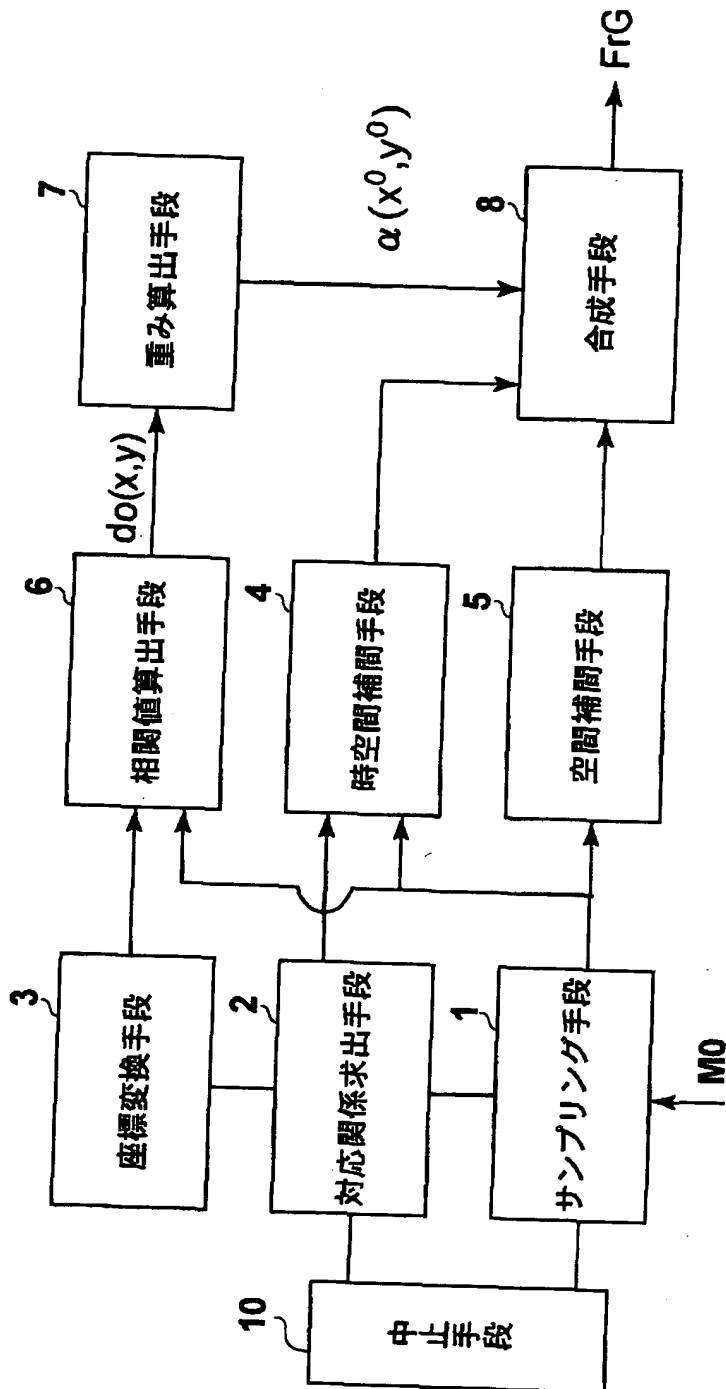 10
中止手段
3
座標変換手段
2
対応関係求出手段
1
サンプリング手段
M0
6
相関値算出手段
do(x,y)
4
時空間補間手段
5
空間補間手段
7
重み算出手段
α(x⁰,y⁰)
8
合成手段
FrG